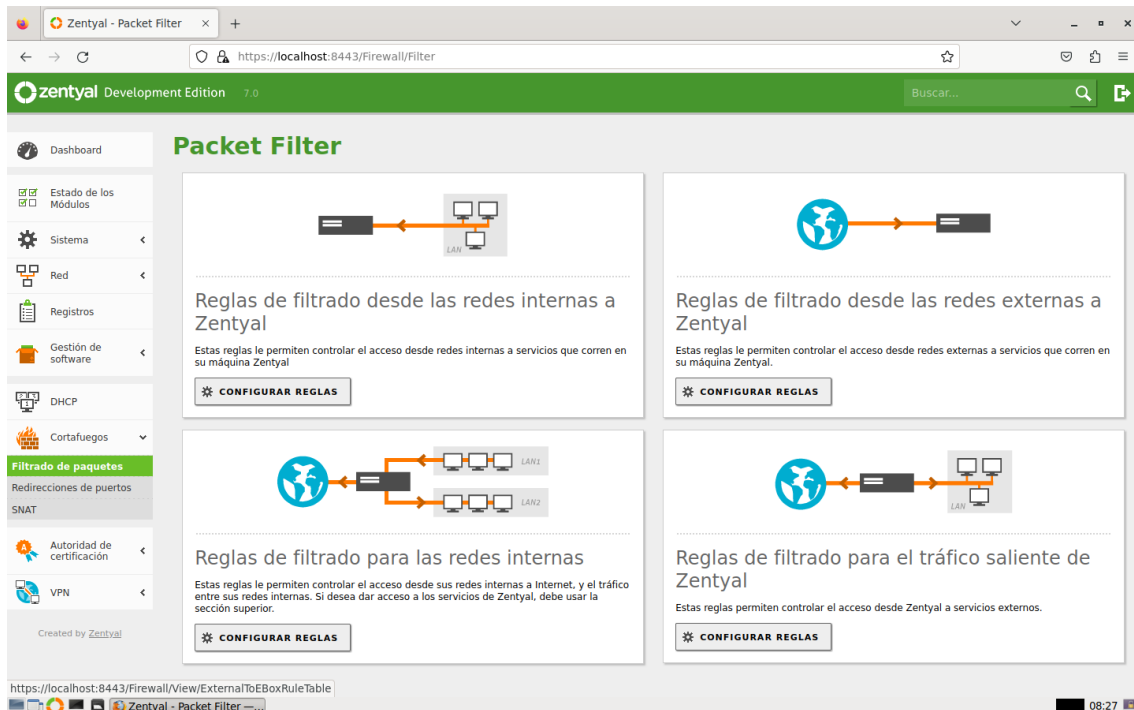 Zentyal - Packet Filter
https://localhost:8443/Firewall/Filter
zentyal Development Edition 7.0
Buscar...
Dashboard
Estado de los
Módulos
Sistema
Red
Registros
Gestión de
software
DHCP
Cortafuegos
Filtrado de paquetes
Redirecciones de puertos
SNAT
Autoridad de
certificación
VPN
Created by Zentyal
Packet Filter
LAN
Reglas de filtrado desde las redes internas a
Zentyal
Estas reglas le permiten controlar el acceso desde redes internas a servicios que corren en
su máquina Zentyal
CONFIGURAR REGLAS
Reglas de filtrado desde las redes externas a
Zentyal
Estas reglas le permiten controlar el acceso desde redes externas a servicios que corren en
su máquina Zentyal.
CONFIGURAR REGLAS
LAN1
LAN2
Reglas de filtrado para las redes internas
Estas reglas le permiten controlar el acceso desde sus redes internas a Internet, y el tráfico
entre sus redes internas. Si desea dar acceso a los servicios de Zentyal, debe usar la
sección superior.
CONFIGURAR REGLAS
LAN
Reglas de filtrado para el tráfico saliente de
Zentyal
Estas reglas permiten controlar el acceso desde Zentyal a servicios externos.
CONFIGURAR REGLAS
https://localhost:8443/Firewall/View/ExternalToEBoxRuleTable
Zentyal - Packet Filter —...
08:27